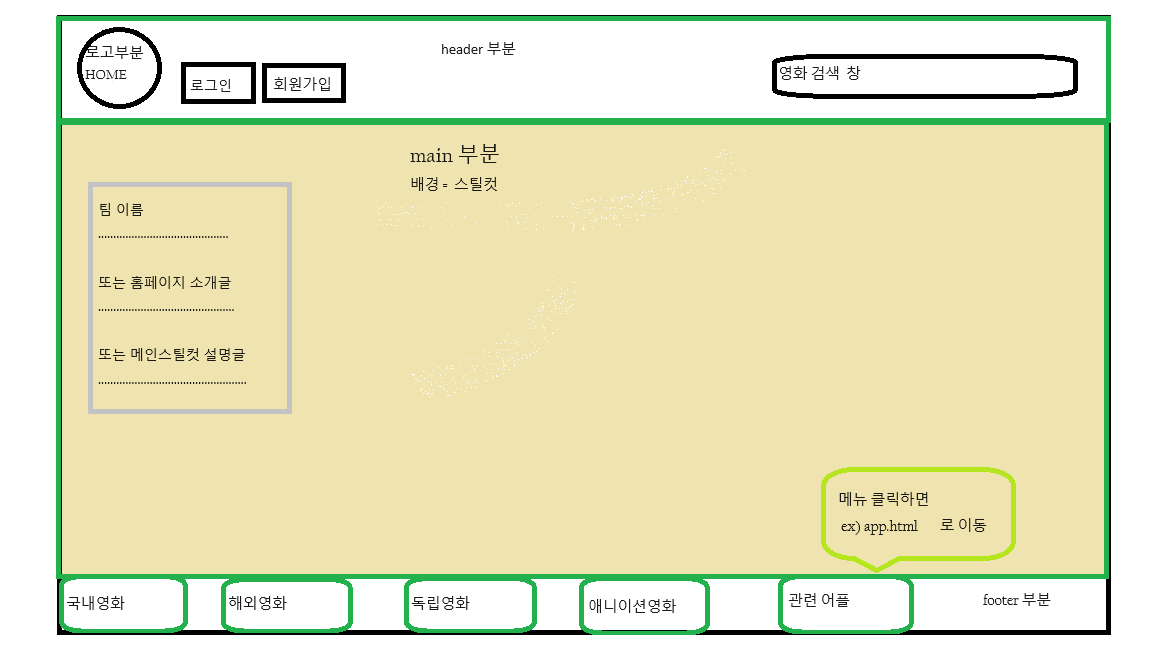 로고부분
HOME
로그인
회원가입
header 부분
영화 검색 창
main 부분
배경 = 스틸컷
팀 이름
또는 홈페이지 소개글
또는 메인스틸컷 설명글
메뉴 클릭하면
ex) app.html 로 이동
국내영화
해외영화
독립영화
애니이션영화
관련 어플
footer 부분